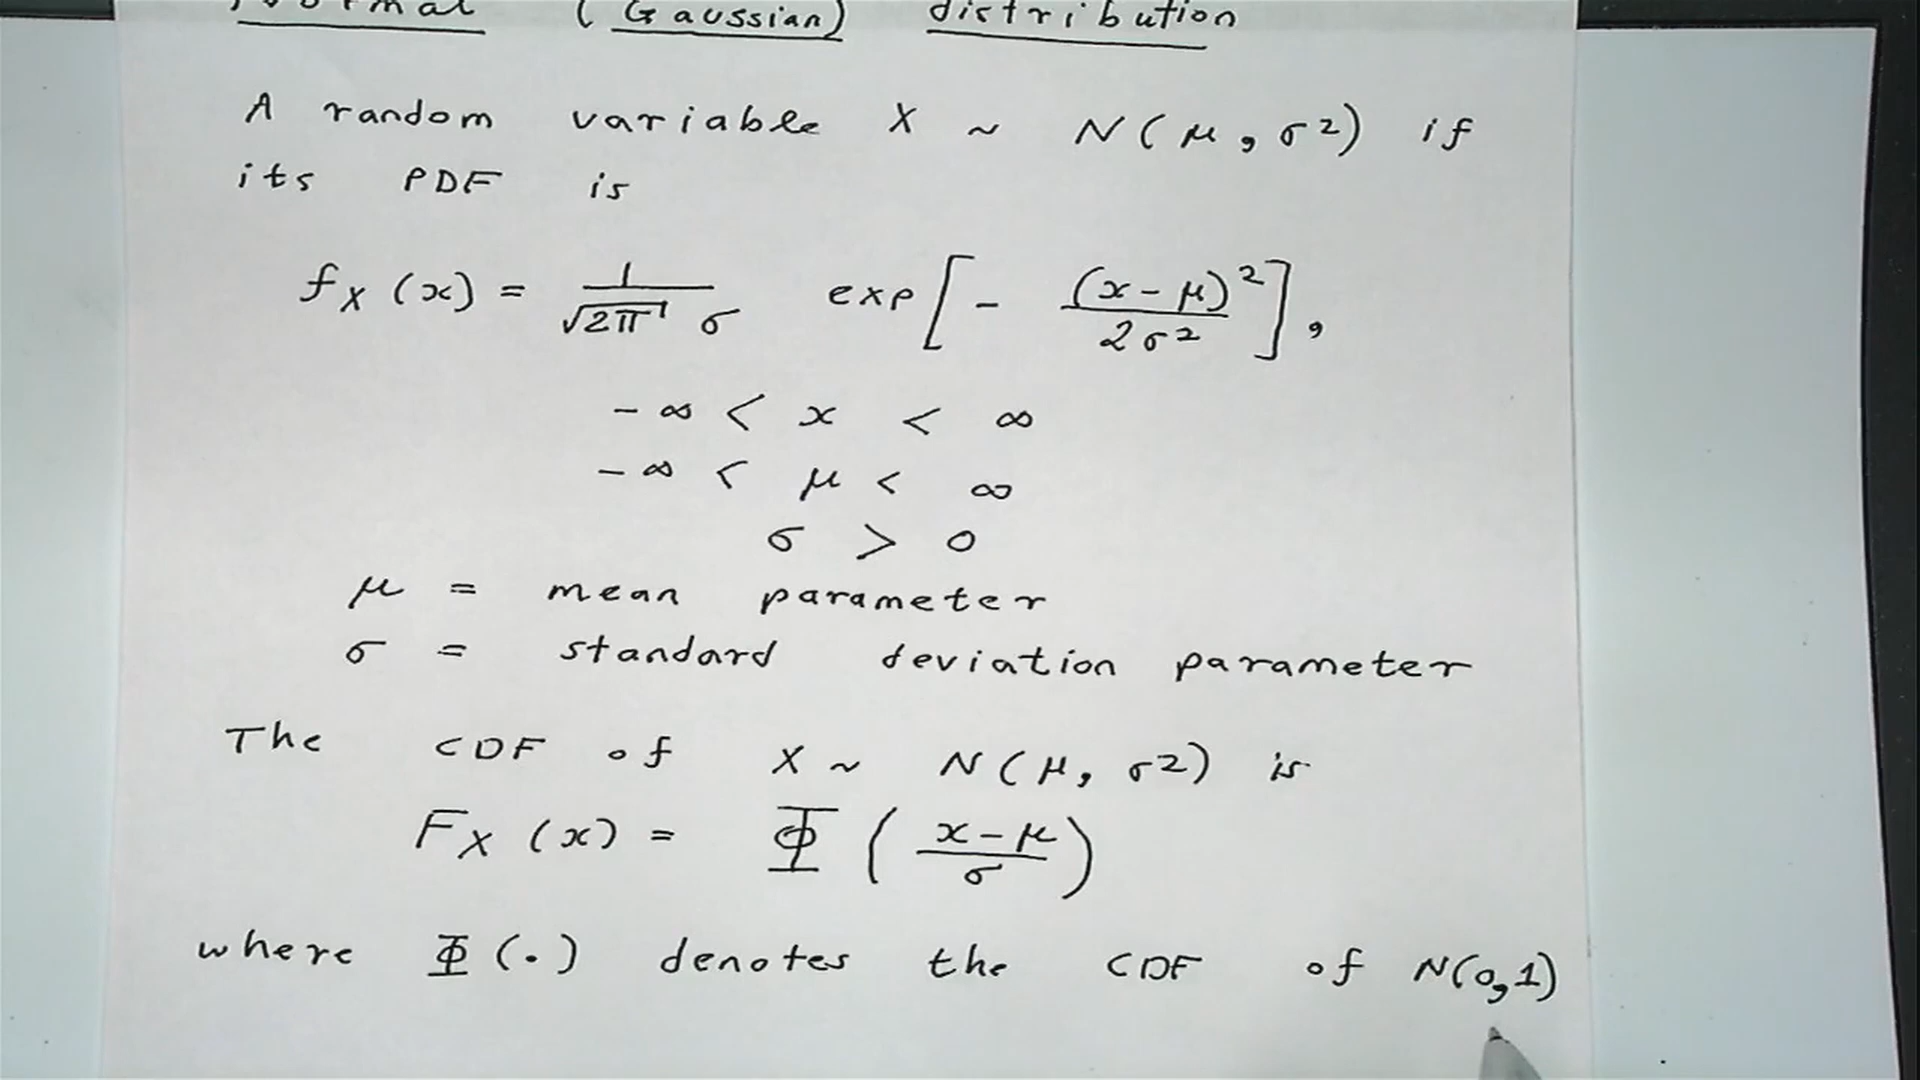 Normal (Gaussian) distribution
A random variable X ~ N(μ, σ²) if
its PDF is
f_X(x) = 1/(√2π σ) exp[- (x-μ)²/(2σ²)],
-∞ < x < ∞
-∞ < μ < ∞
σ > 0
μ = mean parameter
σ = standard deviation parameter
The CDF of X ~ N(μ, σ²) is
F_X(x) = Φ((x-μ)/σ)
where Φ(·) denotes the CDF of N(0,1)